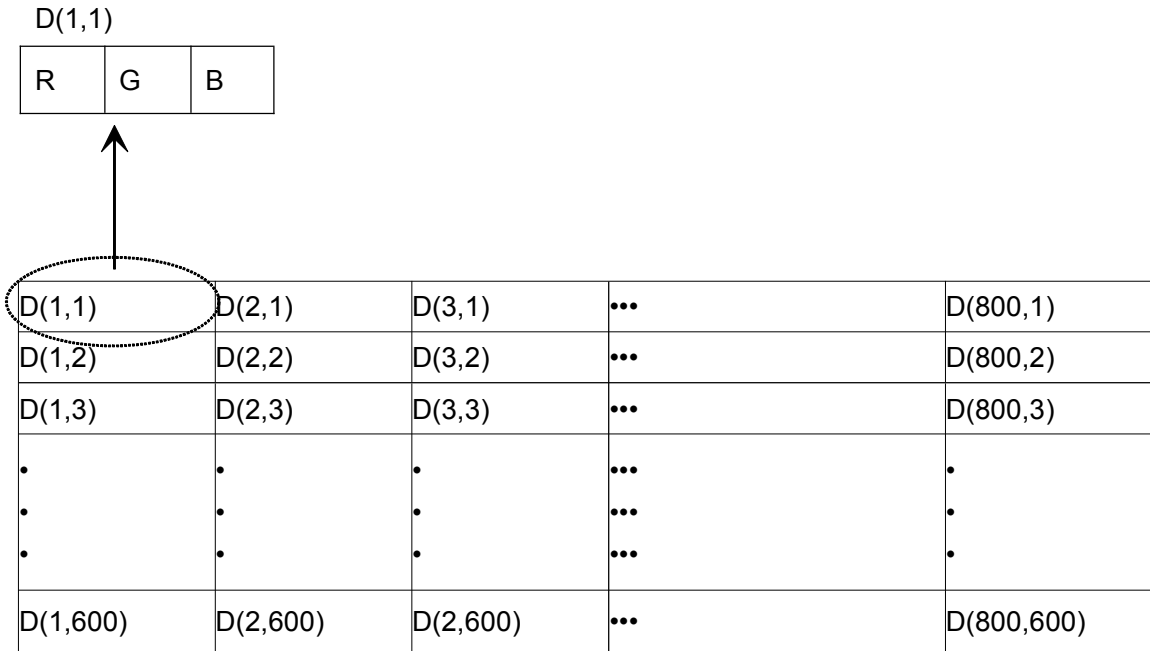 D(1,1)
R G B
D(1,1) D(2,1) D(3,1) ••• D(800,1)
D(1,2) D(2,2) D(3,2) ••• D(800,2)
D(1,3) D(2,3) D(3,3) ••• D(800,3)
• • • ••• •
• • • ••• •
• • • ••• •
D(1,600) D(2,600) D(2,600) ••• D(800,600)